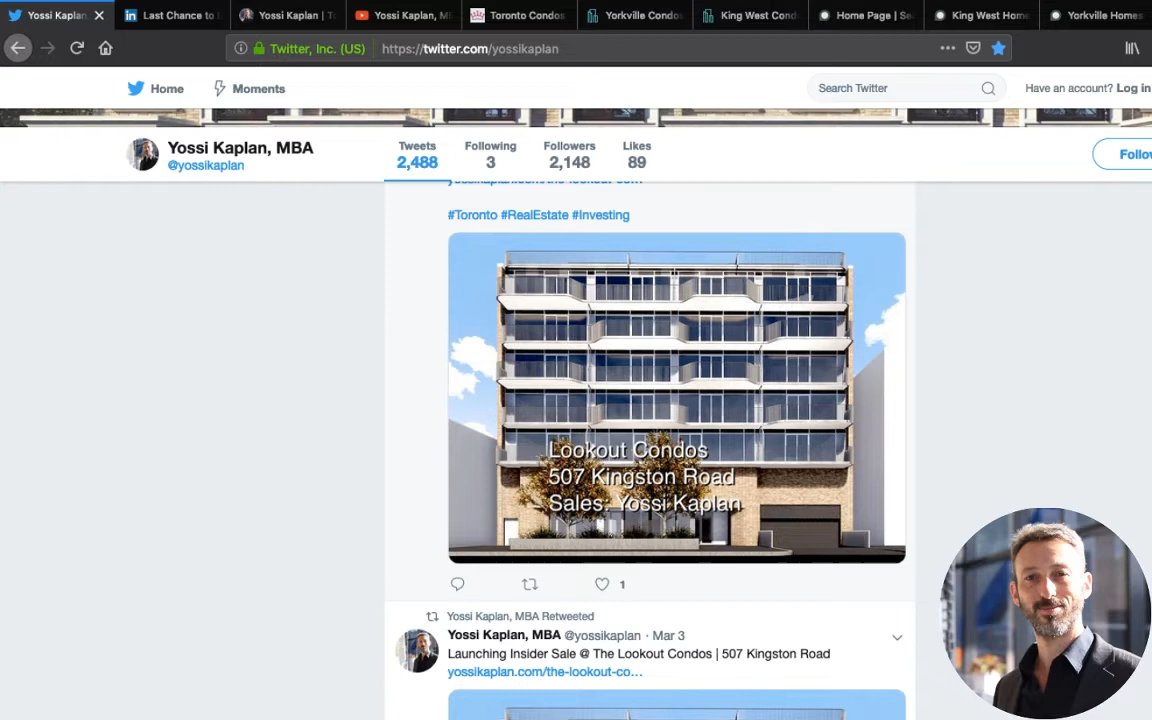 Yossi Kaplan,
Last Chance to
Yossi Kaplan | T
Yossi Kaplan, M
Toronto Condos
Yorkville Condo
King West Cond
Home Page | Se
King West Home
Yorkville Homes
Twitter, Inc. (US)
https://twitter.com/yossikaplan
Home
Moments
Search Twitter
Have an account? Log in
Yossi Kaplan, MBA
@yossikaplan
Tweets
2,488
Following
3
Followers
2,148
Likes
89
Follow
#Toronto #RealEstate #Investing
Lookout Condos
507 Kingston Road
Sales: Yossi Kaplan
1
Yossi Kaplan, MBA Retweeted
Yossi Kaplan, MBA @yossikaplan · Mar 3
Launching Insider Sale @ The Lookout Condos | 507 Kingston Road
yossikaplan.com/the-lookout-co…